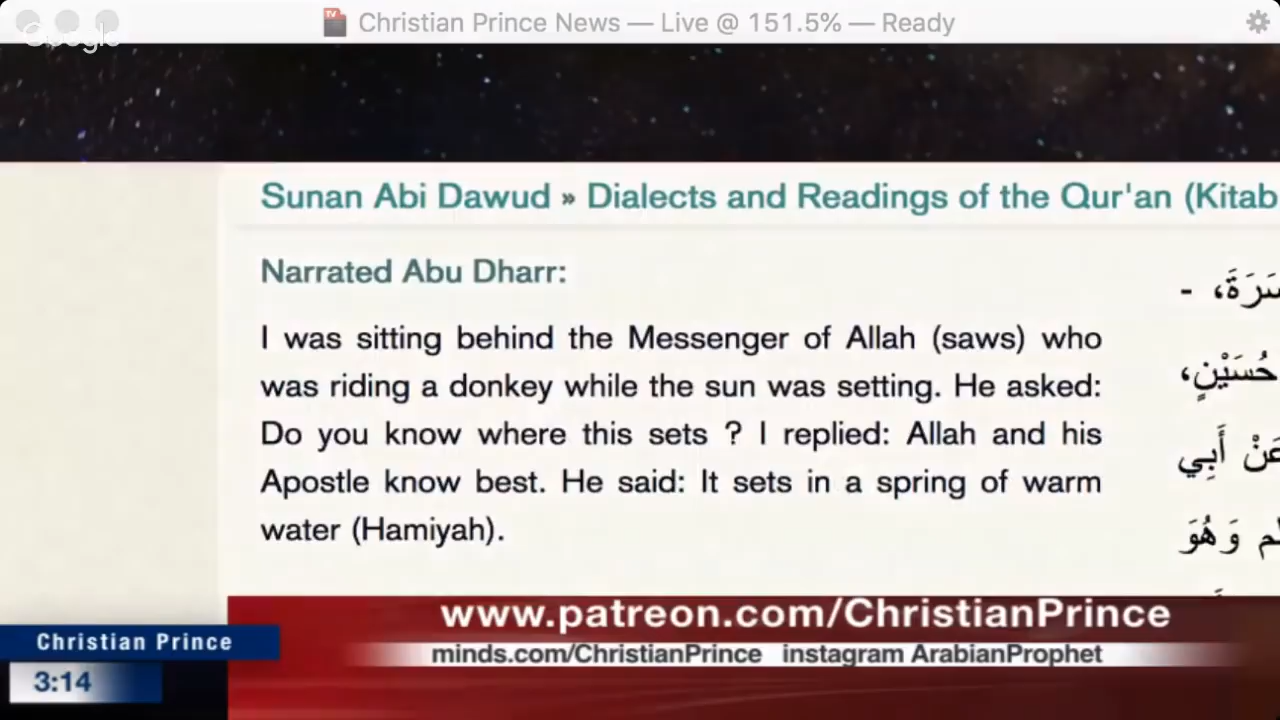 Christian Prince News — Live @ 151.5% — Ready
Google
Sunan Abi Dawud » Dialects and Readings of the Qur'an (Kitab
Narrated Abu Dharr:
I was sitting behind the Messenger of Allah (saws) who
was riding a donkey while the sun was setting. He asked:
Do you know where this sets ? I replied: Allah and his
Apostle know best. He said: It sets in a spring of warm
water (Hamiyah).
حُسَيْنٍ،
عَنْ أَبِي
وَهُوَ
www.patreon.com/ChristianPrince
minds.com/ChristianPrince instagram ArabianProphet
Christian Prince
3:14